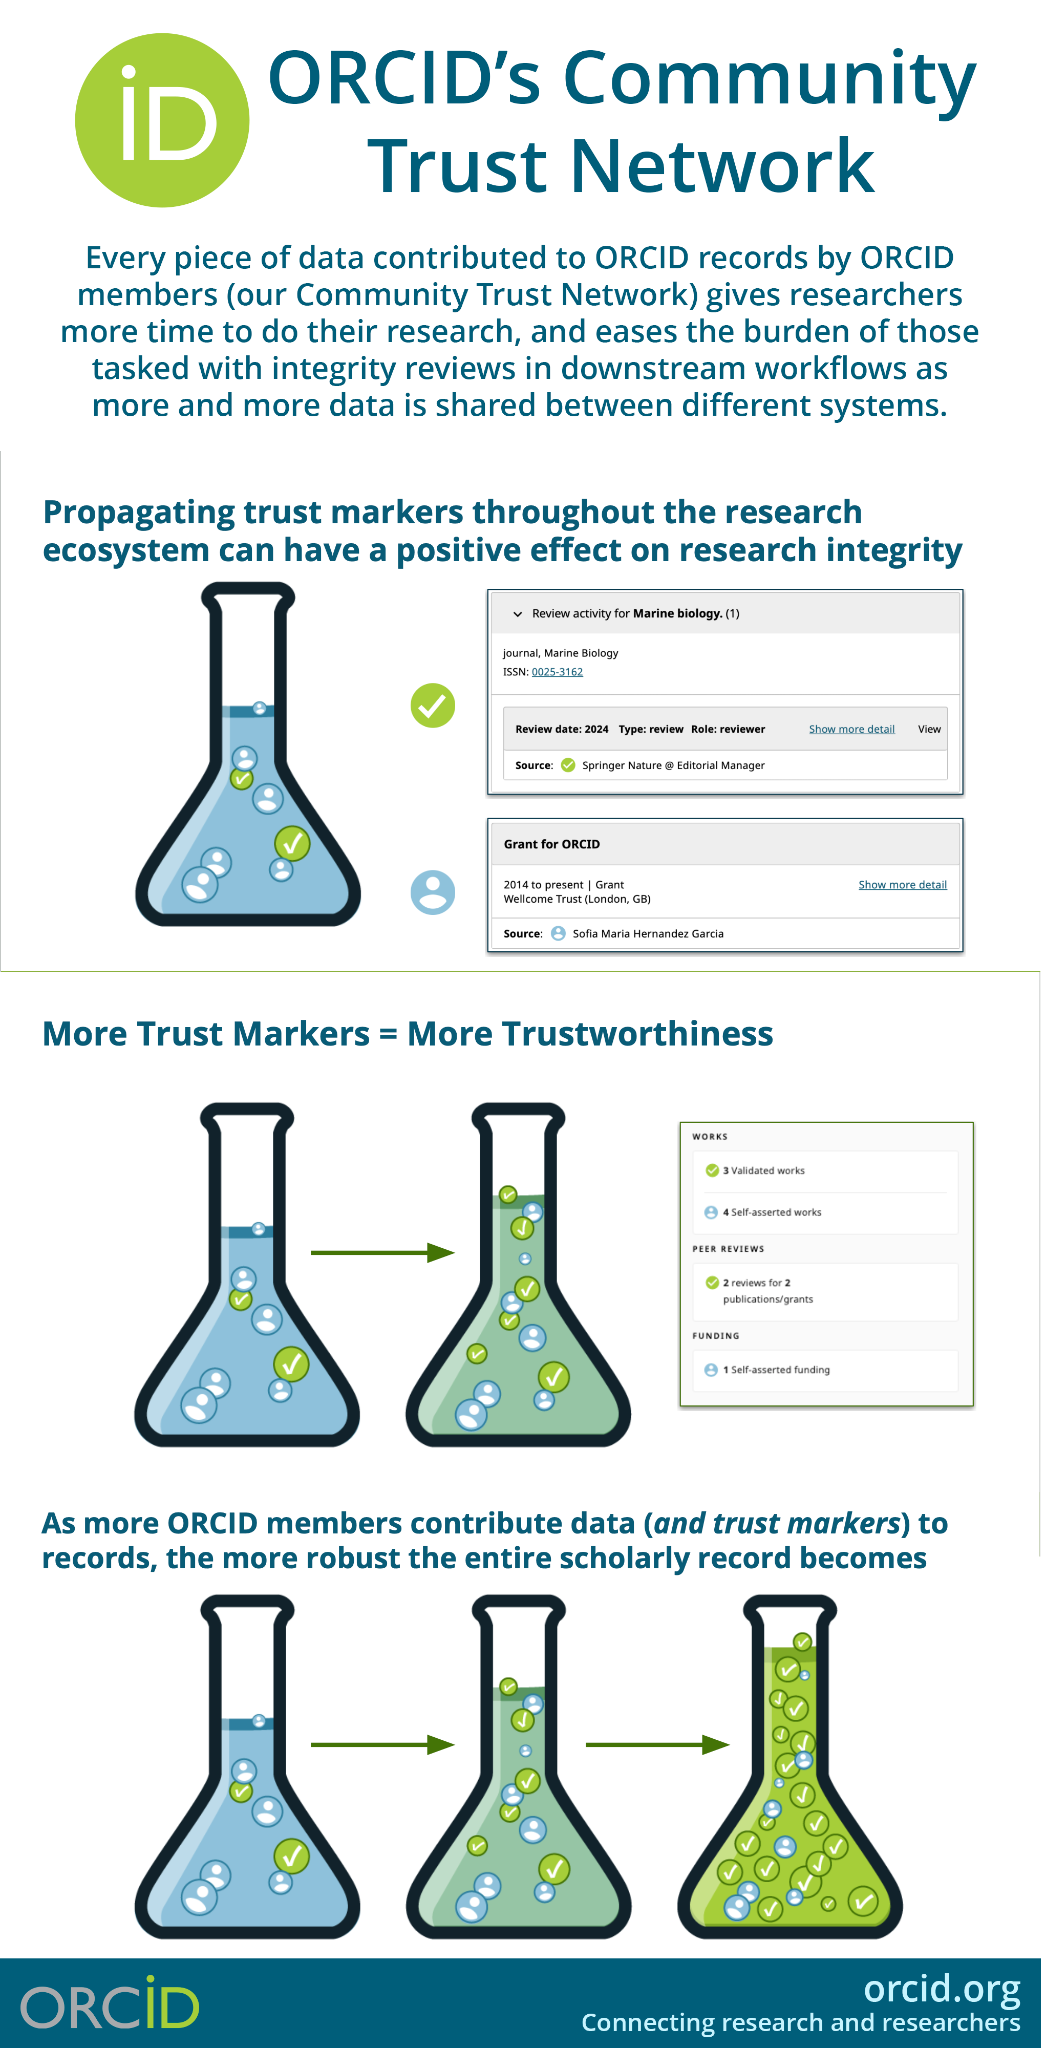 iD
ORCID's Community
Trust Network
Every piece of data contributed to ORCID records by ORCID
members (our Community Trust Network) gives researchers
more time to do their research, and eases the burden of those
tasked with integrity reviews in downstream workflows as
more and more data is shared between different systems.
Propagating trust markers throughout the research
ecosystem can have a positive effect on research integrity
Review activity for Marine biology. (1)
journal, Marine Biology
ISSN: 0025-3162
Review date: 2024 Type: review Role: reviewer Show more detail View
Source: Springer Nature @ Editorial Manager
Grant for ORCID
2014 to present | Grant Show more detail
Wellcome Trust (London, GB)
Source: Sofia Maria Hernandez Garcia
More Trust Markers = More Trustworthiness
WORKS
3 Validated works
4 Self-asserted works
PEER REVIEWS
2 reviews for 2
publications/grants
FUNDING
1 Self-asserted funding
As more ORCID members contribute data (and trust markers) to
records, the more robust the entire scholarly record becomes
ORCiD
orcid.org
Connecting research and researchers